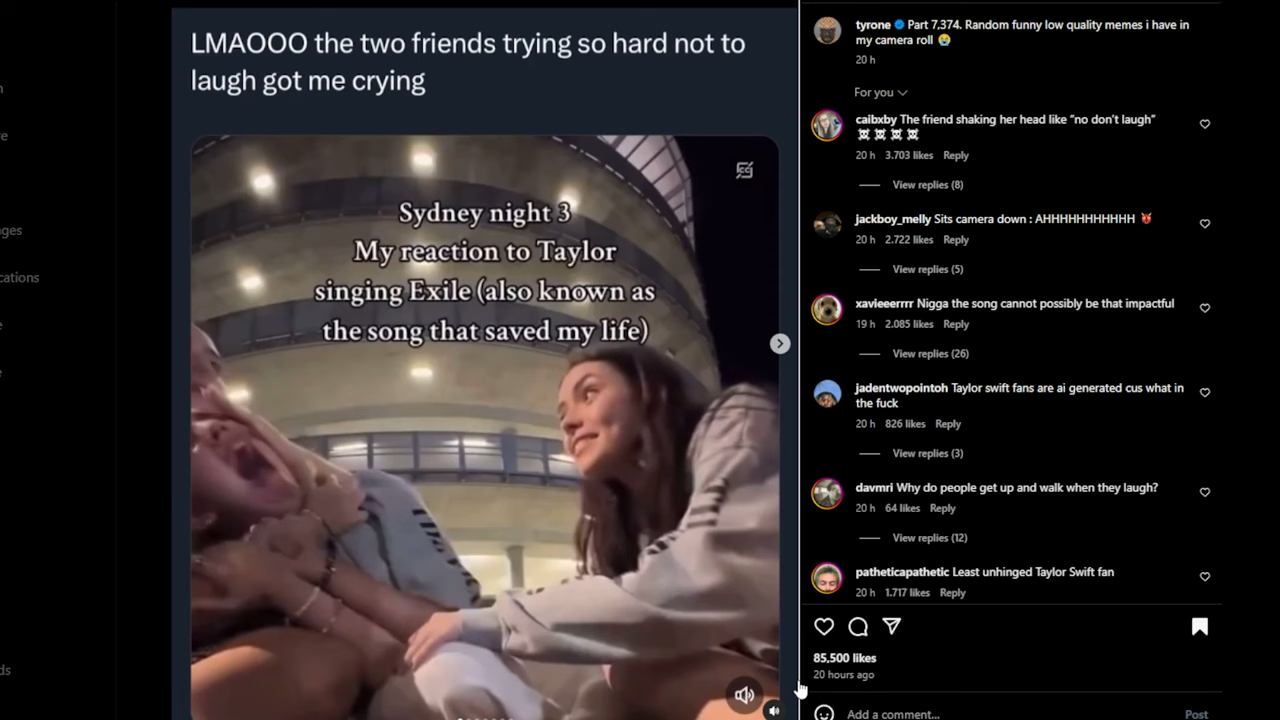 LMAOOO the two friends trying so hard not to
laugh got me crying
Sydney night 3
My reaction to Taylor
singing Exile (also known as
the song that saved my life)
tyrone Part 7.374. Random funny low quality memes i have in
my camera roll 😭
20 h
For you
caibxby The friend shaking her head like “no don’t laugh”
☠️☠️☠️☠️
20 h 3.703 likes Reply
View replies (8)
jackboy_melly Sits camera down : AHHHHHHHHHHH 👹
20 h 2.722 likes Reply
View replies (5)
xavieeerrrr Nigga the song cannot possibly be that impactful
19 h 2.085 likes Reply
View replies (26)
jadentwopointoh Taylor swift fans are ai generated cus what in
the fuck
20 h 826 likes Reply
View replies (3)
davmri Why do people get up and walk when they laugh?
20 h 64 likes Reply
View replies (12)
patheticapathetic Least unhinged Taylor Swift fan
20 h 1.717 likes Reply
85,500 likes
20 hours ago
Add a comment...
Post